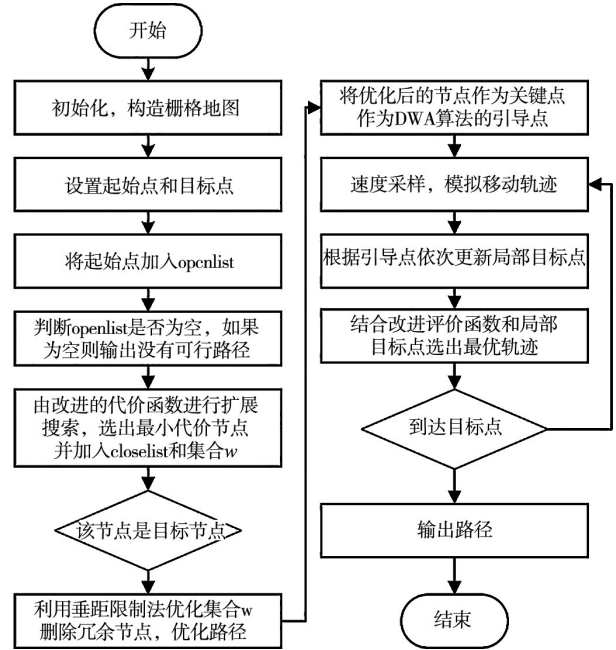 开始
初始化，构造栅格地图
设置起始点和目标点
将起始点加入opcnlist
判断openlist是否为空，如果
为空则输出没有可行路径
由改进的代价函数进行扩展
搜索，选出最小代价节点
并加入closelist和集合w
该节点是目标节点
利用垂距限制法优化集合w
删除冗余节点，优化路径
将优化后的节点作为关键点
作为DWA算法的引导点
速度采样，模拟移动轨迹
根据引导点依次更新局部目标点
结合改进评价函数和局部
目标点选出最优轨迹
到达目标点
输出路径
结束